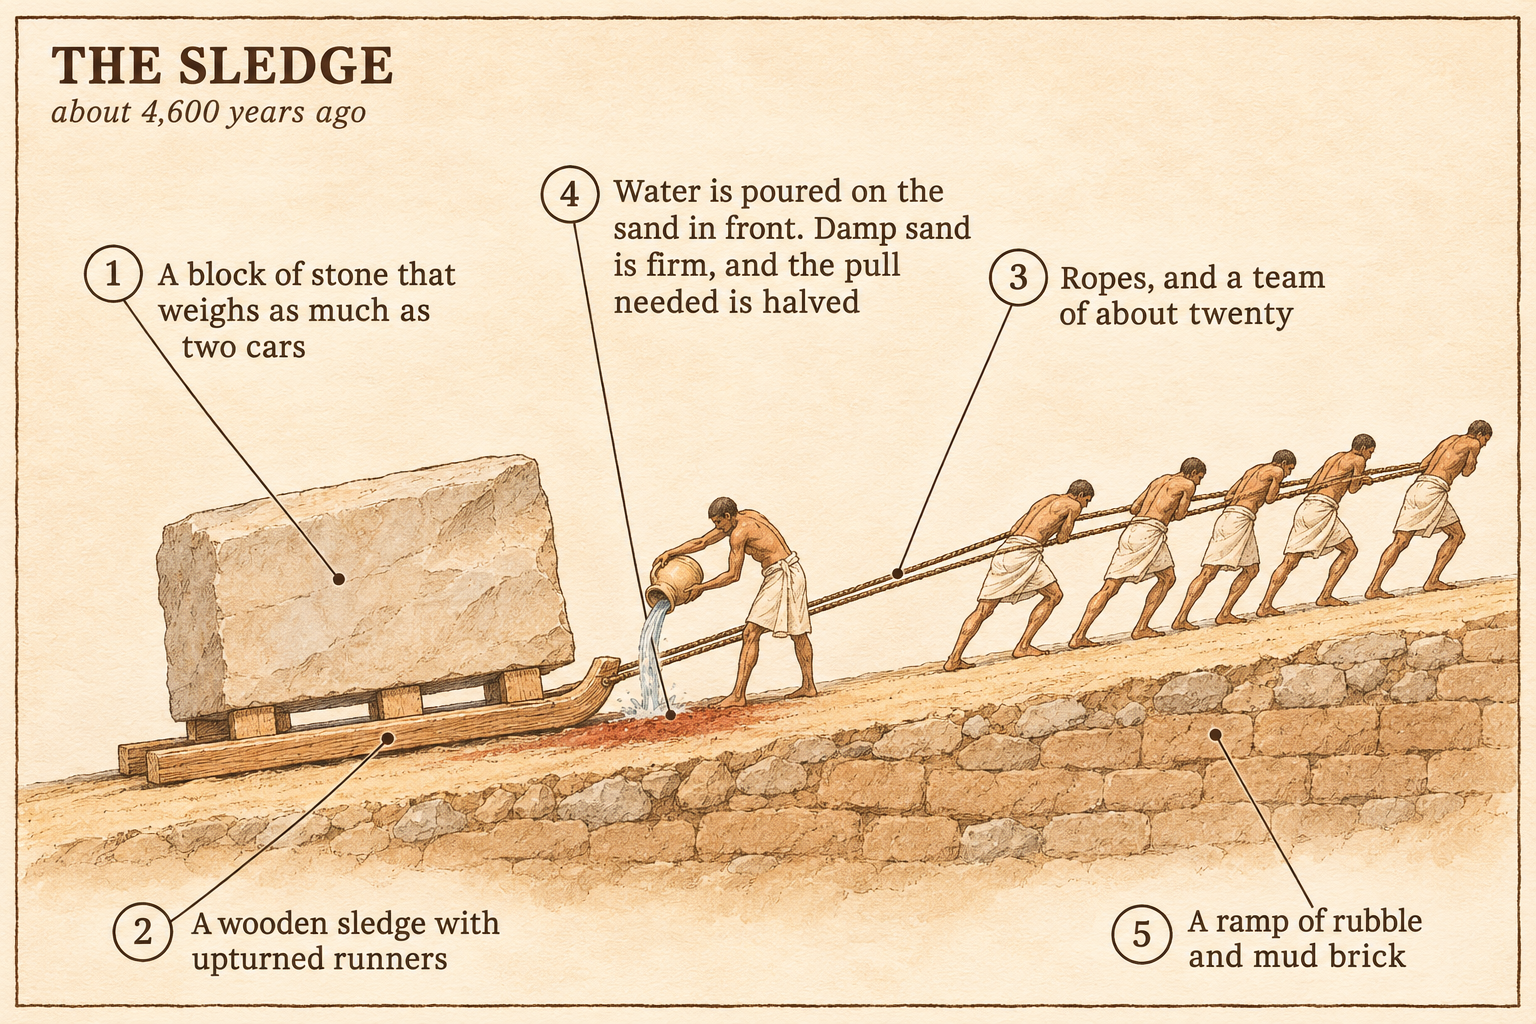 THE SLEDGE
about 4,600 years ago
1
A block of stone that
weighs as much as
two cars
4
Water is poured on the
sand in front. Damp sand
is firm, and the pull
needed is halved
3
Ropes, and a team
of about twenty
2
A wooden sledge with
upturned runners
5
A ramp of rubble
and mud brick